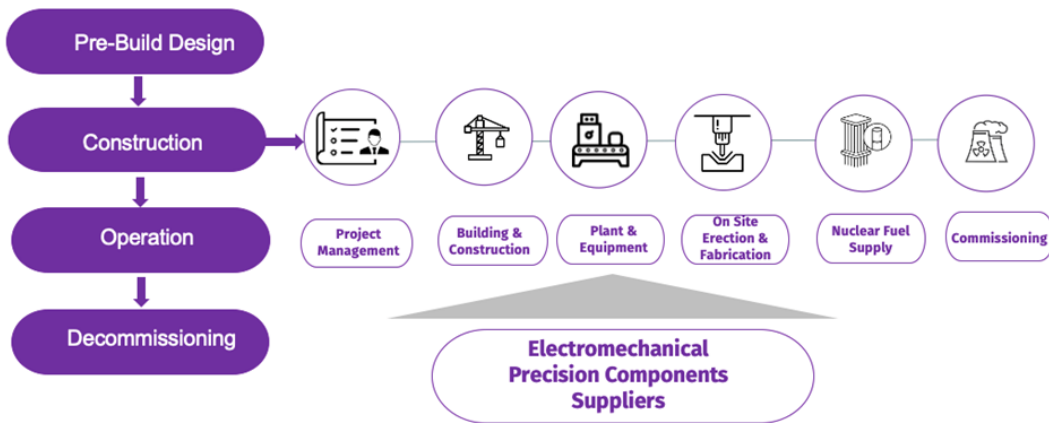 Pre-Build Design
Construction
Operation
Decommissioning
Project
Management
Building &
Construction
Plant &
Equipment
On Site
Erection &
Fabrication
Nuclear Fuel
Supply
Commissioning
Electromechanical
Precision Components
Suppliers